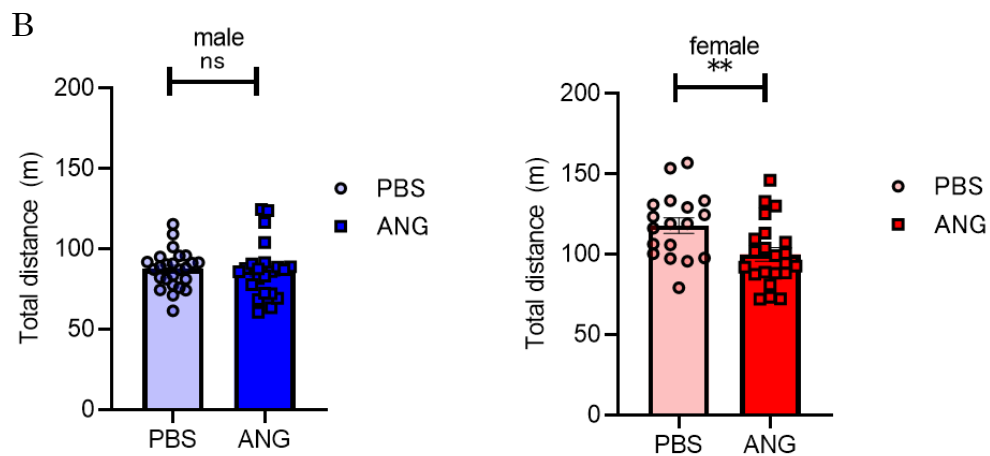 B
male
ns
200
150
100
50
0
Total distance (m)
PBS
ANG
PBS
ANG
female
**
200
150
100
50
0
Total distance (m)
PBS
ANG
PBS
ANG